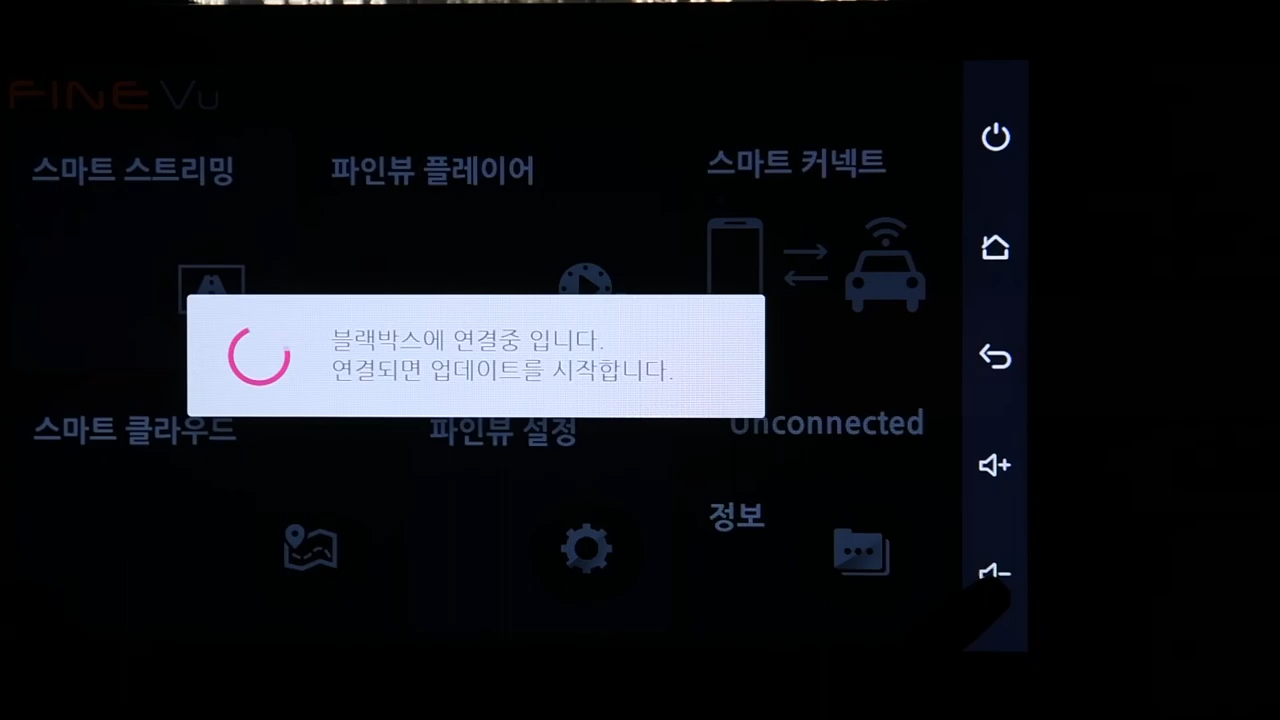 FINE Vu
스마트 스트리밍
파인뷰 플레이어
스마트 커넥트
블랙박스에 연결중 입니다.
연결되면 업데이트를 시작합니다.
스마트 클라우드
파인뷰 설정
Unconnected
정보